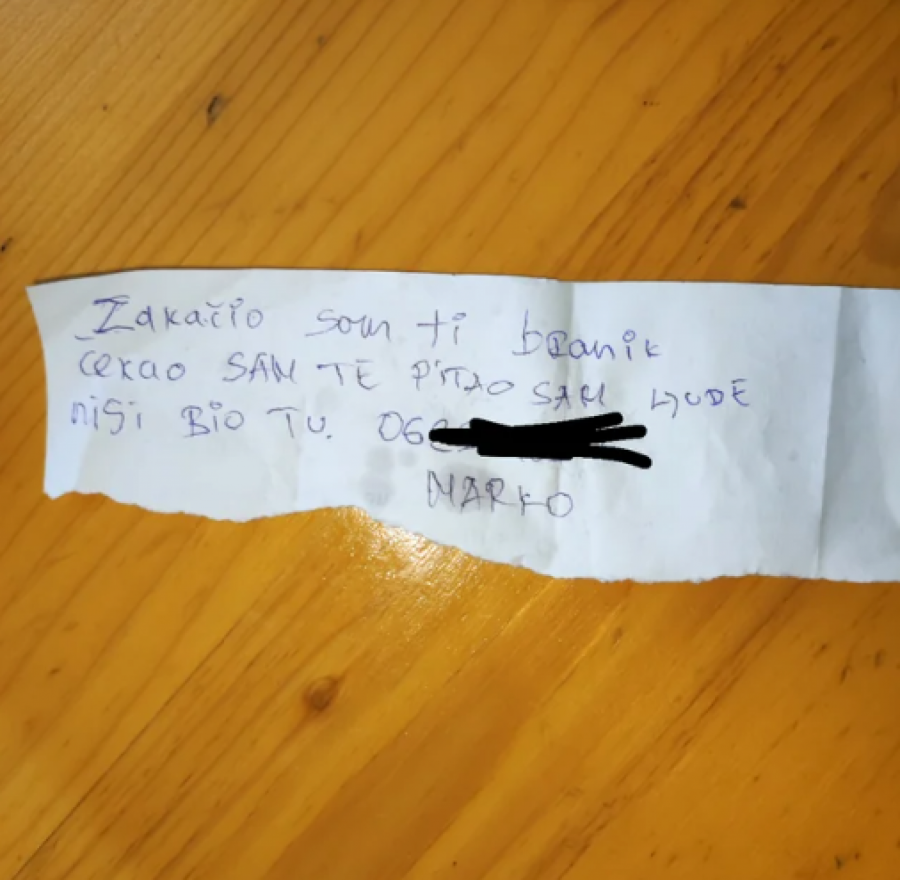 Zakačio sam ti branik
čekao SAM TE PITAO SAM LJUDE
nisi BIO TU. 06
MARKO